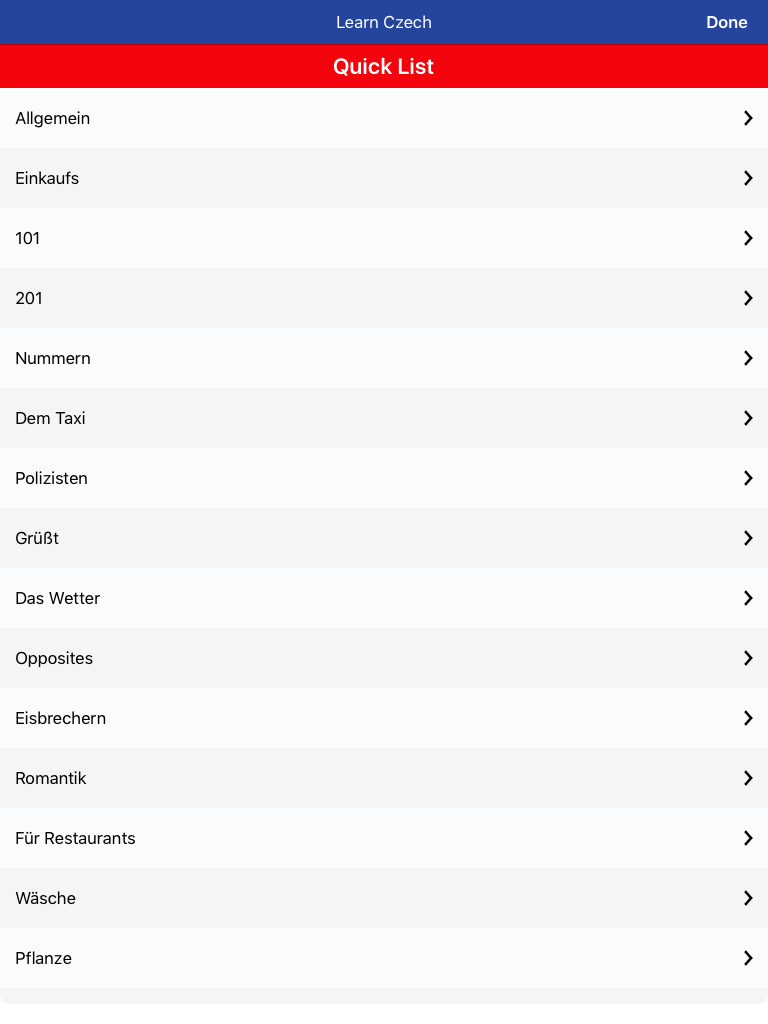 Learn Czech
Done
Quick List
Allgemein
Einkaufs
101
201
Nummern
Dem Taxi
Polizisten
Grüßt
Das Wetter
Opposites
Eisbrechern
Romantik
Für Restaurants
Wäsche
Pflanze